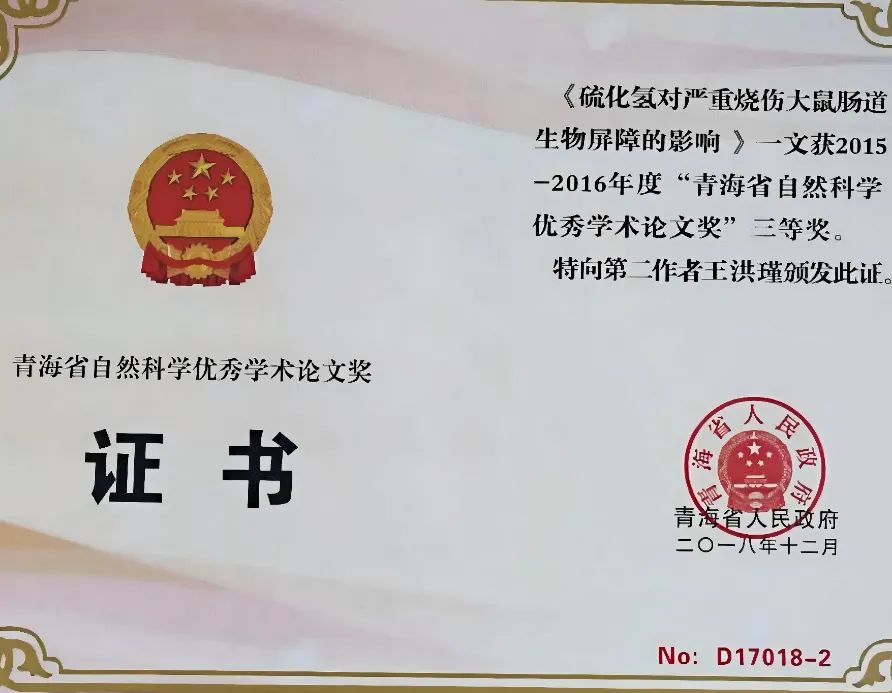 青海省自然科学优秀学术论文奖
证书
《硫化氢对严重烧伤大鼠肠道
生物屏障的影响 》一文获2015
-2016年度“青海省自然科学
优秀学术论文奖”三等奖。
特向第二作者王洪瑾颁发此证。
青海省人民政府
青海省人民政府
二〇一八年十二月
No: D17018-2